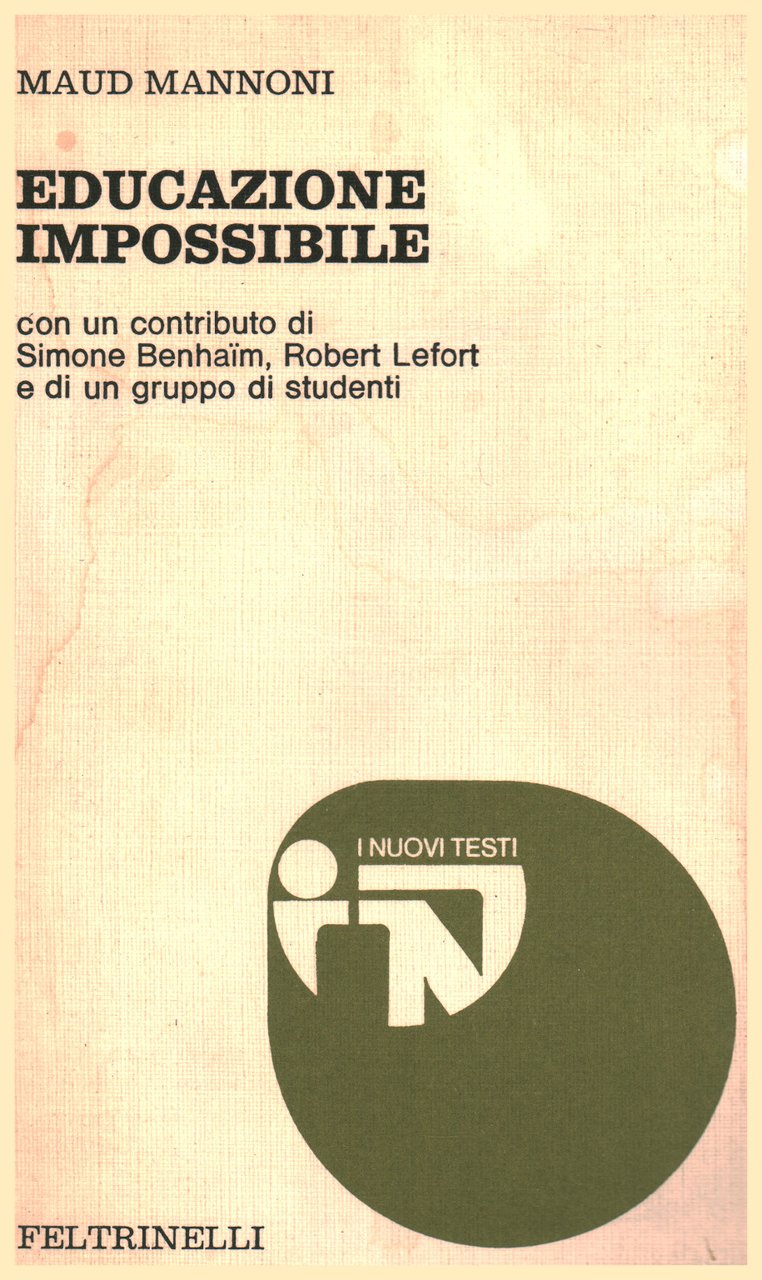 MAUD MANNONI
EDUCAZIONE
IMPOSSIBILE
con un contributo di
Simone Benhaïm, Robert Lefort
e di un gruppo di studenti
I NUOVI TESTI
FELTRINELLI